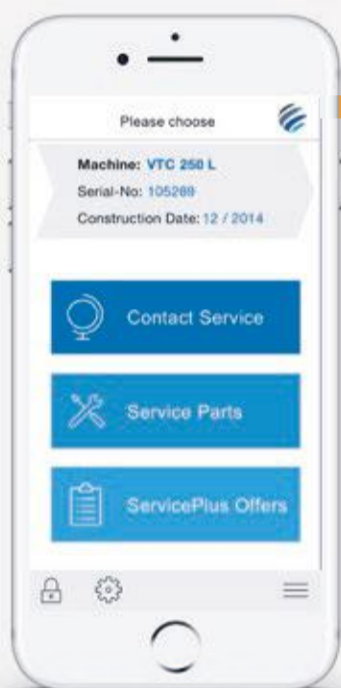 Please choose
Machine: VTC 250 L
Serial-No: 105289
Construction Date: 12 / 2014
Contact Service
Service Parts
ServicePlus Offers